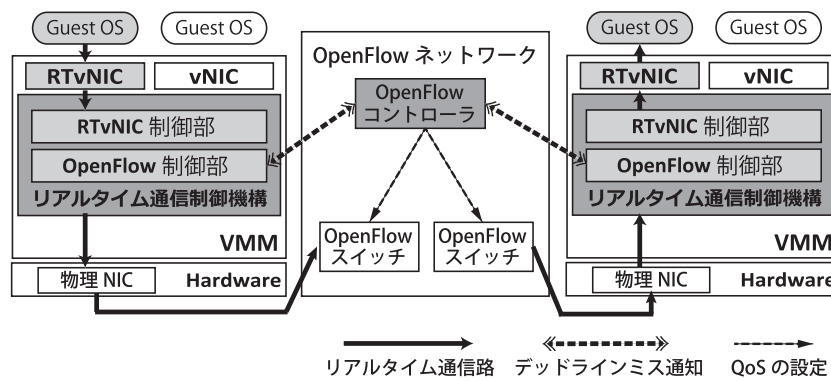 Guest OS
Guest OS
RTvNIC
vNIC
RTvNIC 制御部
OpenFlow 制御部
リアルタイム通信制御機構
VMM
物理 NIC
Hardware
OpenFlow ネットワーク
OpenFlow
コントローラ
OpenFlow
スイッチ
OpenFlow
スイッチ
Guest OS
Guest OS
RTvNIC
vNIC
RTvNIC 制御部
OpenFlow 制御部
リアルタイム通信制御機構
VMM
物理 NIC
Hardware
リアルタイム通信路
デッドラインミス通知
QoS の設定